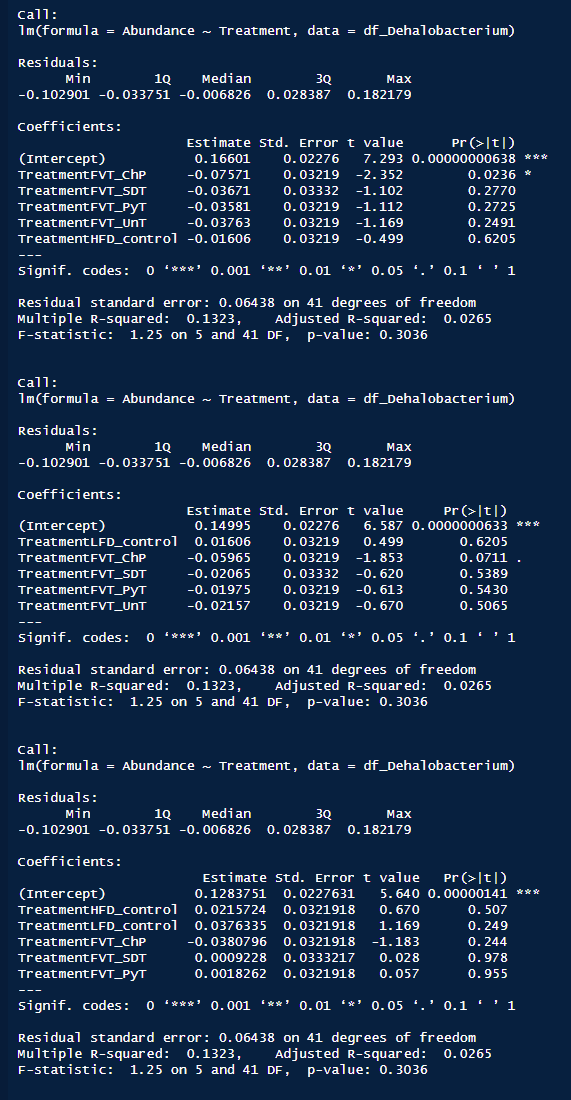 Call:
lm(formula = Abundance ~ Treatment, data = df_Dehalobacterium)
Residuals:
Min 1Q Median 3Q Max
-0.102901 -0.033751 -0.006826 0.028387 0.182179
Coefficients:
Estimate Std. Error t value Pr(>|t|)
(Intercept) 0.16601 0.02276 7.293 0.00000000638 ***
TreatmentFVT_ChP -0.07571 0.03219 -2.352 0.0236 *
TreatmentFVT_SDT -0.03671 0.03332 -1.102 0.2770
TreatmentFVT_PyT -0.03581 0.03219 -1.112 0.2725
TreatmentFVT_UnT -0.03763 0.03219 -1.169 0.2491
TreatmentHFD_control -0.01606 0.03219 -0.499 0.6205
---
Signif. codes: 0 ‘***’ 0.001 ‘**’ 0.01 ‘*’ 0.05 ‘.’ 0.1 ‘ ’ 1
Residual standard error: 0.06438 on 41 degrees of freedom
Multiple R-squared: 0.1323, Adjusted R-squared: 0.0265
F-statistic: 1.25 on 5 and 41 DF, p-value: 0.3036
Call:
lm(formula = Abundance ~ Treatment, data = df_Dehalobacterium)
Residuals:
Min 1Q Median 3Q Max
-0.102901 -0.033751 -0.006826 0.028387 0.182179
Coefficients:
Estimate Std. Error t value Pr(>|t|)
(Intercept) 0.14995 0.02276 6.587 0.0000000633 ***
TreatmentLFD_control 0.01606 0.03219 0.499 0.6205
TreatmentFVT_ChP -0.05965 0.03219 -1.853 0.0711 .
TreatmentFVT_SDT -0.02065 0.03332 -0.620 0.5389
TreatmentFVT_PyT -0.01975 0.03219 -0.613 0.5430
TreatmentFVT_UnT -0.02157 0.03219 -0.670 0.5065
---
Signif. codes: 0 ‘***’ 0.001 ‘**’ 0.01 ‘*’ 0.05 ‘.’ 0.1 ‘ ’ 1
Residual standard error: 0.06438 on 41 degrees of freedom
Multiple R-squared: 0.1323, Adjusted R-squared: 0.0265
F-statistic: 1.25 on 5 and 41 DF, p-value: 0.3036
Call:
lm(formula = Abundance ~ Treatment, data = df_Dehalobacterium)
Residuals:
Min 1Q Median 3Q Max
-0.102901 -0.033751 -0.006826 0.028387 0.182179
Coefficients:
Estimate Std. Error t value Pr(>|t|)
(Intercept) 0.1283751 0.0227631 5.640 0.00000141 ***
TreatmentHFD_control 0.0215724 0.0321918 0.670 0.507
TreatmentLFD_control 0.0376335 0.0321918 1.169 0.249
TreatmentFVT_ChP -0.0380796 0.0321918 -1.183 0.244
TreatmentFVT_SDT 0.0009228 0.0333217 0.028 0.978
TreatmentFVT_PyT 0.0018262 0.0321918 0.057 0.955
---
Signif. codes: 0 ‘***’ 0.001 ‘**’ 0.01 ‘*’ 0.05 ‘.’ 0.1 ‘ ’ 1
Residual standard error: 0.06438 on 41 degrees of freedom
Multiple R-squared: 0.1323, Adjusted R-squared: 0.0265
F-statistic: 1.25 on 5 and 41 DF, p-value: 0.3036